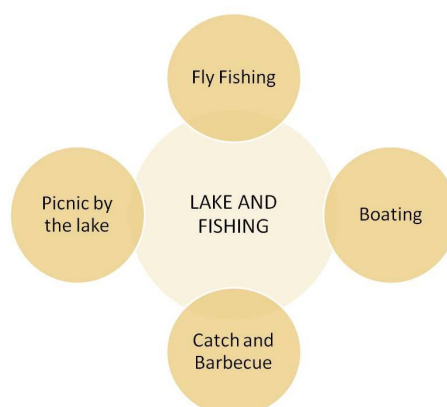 Fly Fishing
Picnic by
the lake
LAKE AND
FISHING
Boating
Catch and
Barbecue